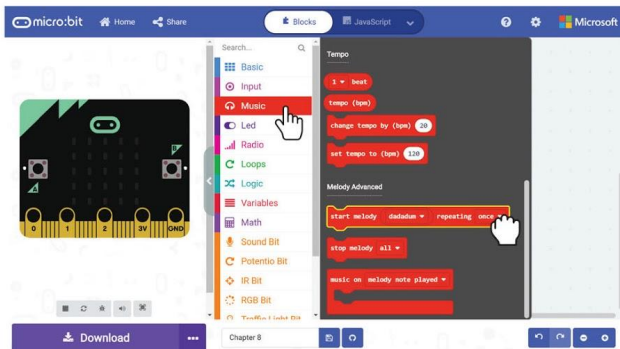 micro:bit
Home
Share
Blocks
JavaScript
Microsoft
Search...
Basic
Input
Music
Led
Radio
Loops
Logic
Variables
Math
Sound Bit
Potentio Bit
IR Bit
RGB Bit
Traffic Light Bit
Tempo
1 beat
tempo (bpm)
change tempo by (bpm) 20
set tempo to (bpm) 120
Melody Advanced
start melody dadadum repeating once
stop melody all
music on melody note played
A
B
0 1 2 3V GND
Download
Chapter 8